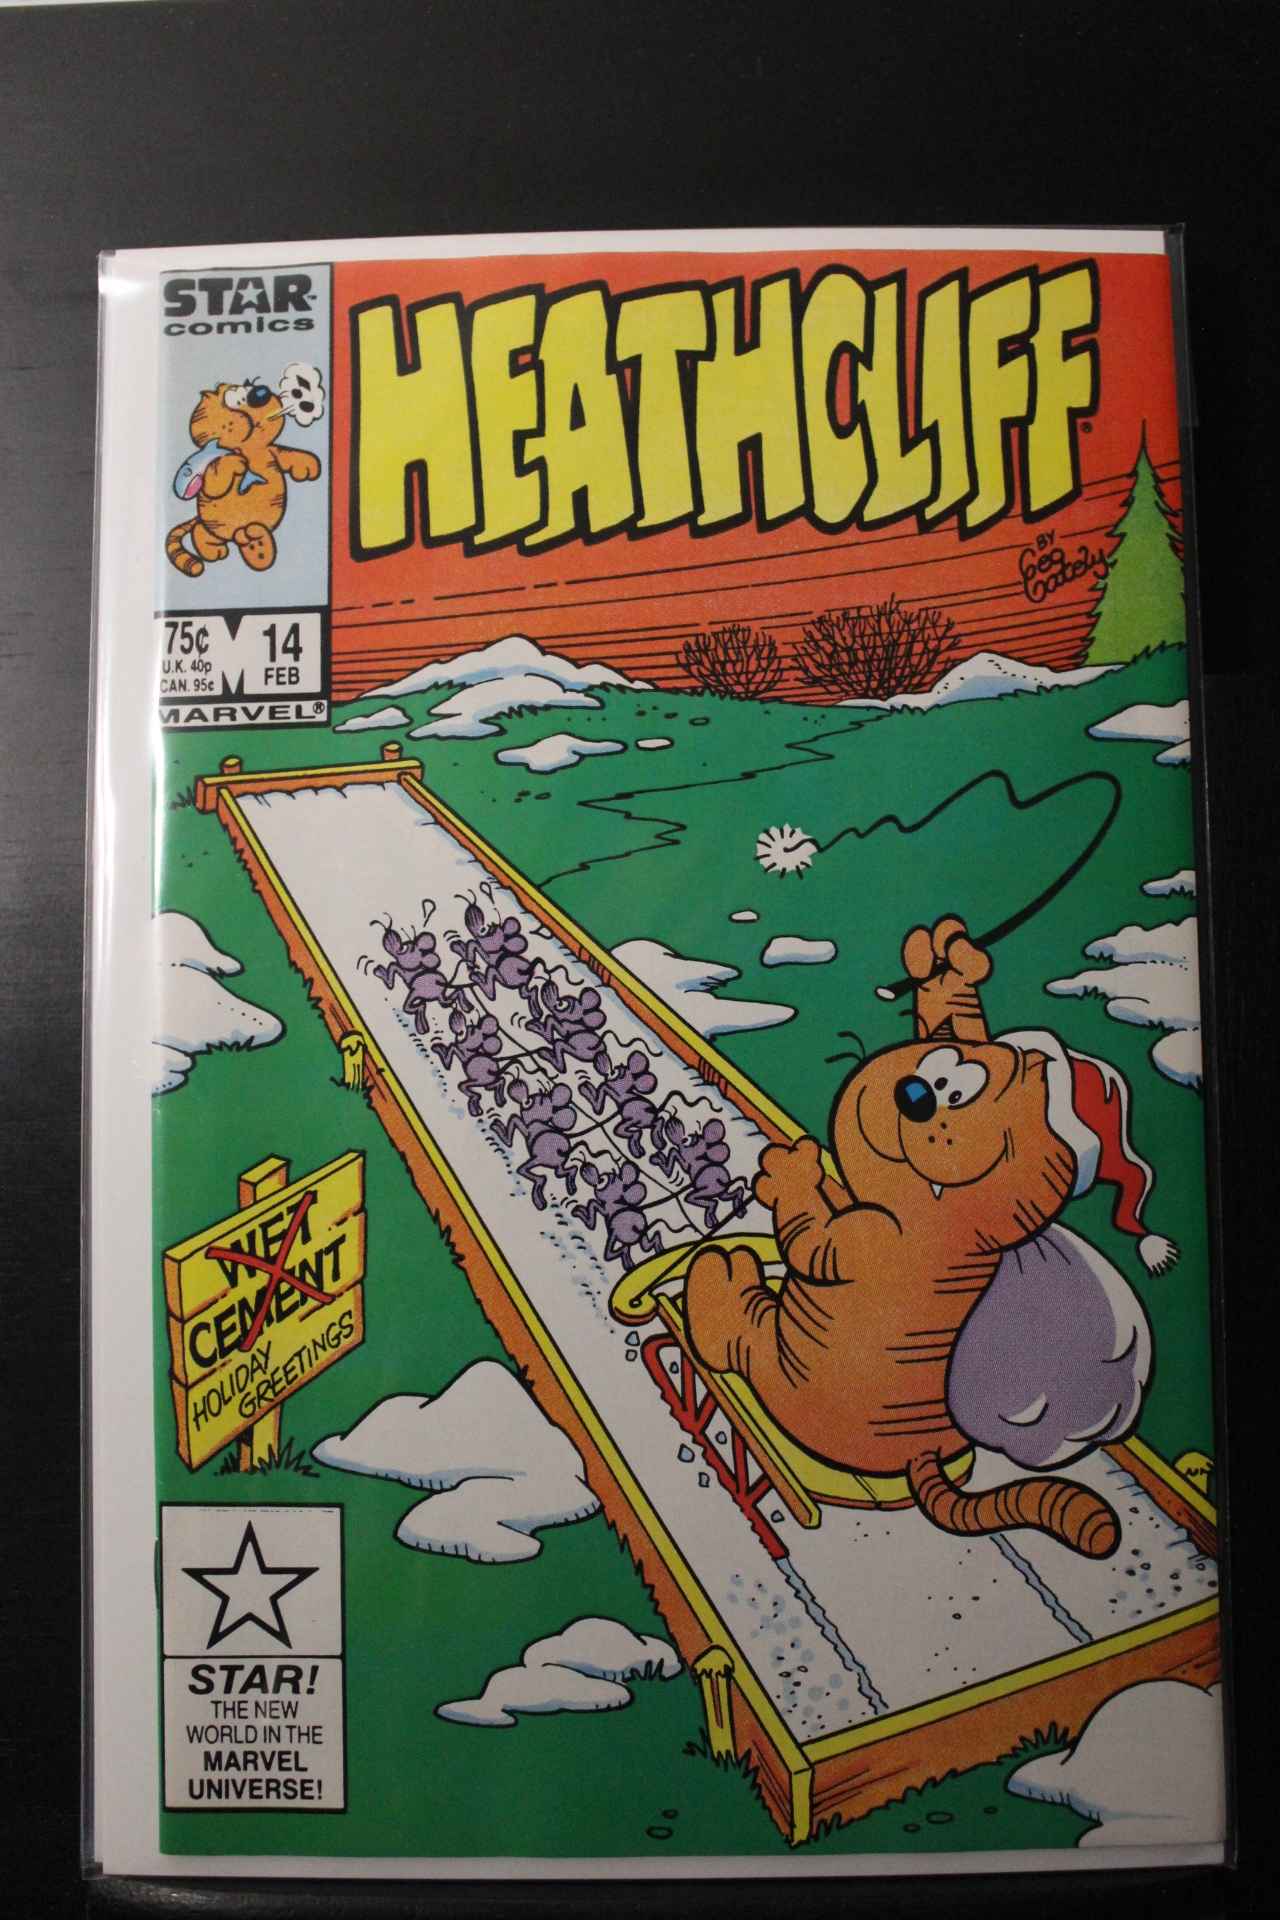 STAR
comics
HEATHCLIFF®
BY
Geo
Gately
75¢
U.K. 40p
CAN. 95¢
M
14
FEB
MARVEL®
WET
CEMENT
HOLIDAY
GREETINGS
STAR!
THE NEW
WORLD IN THE
MARVEL
UNIVERSE!